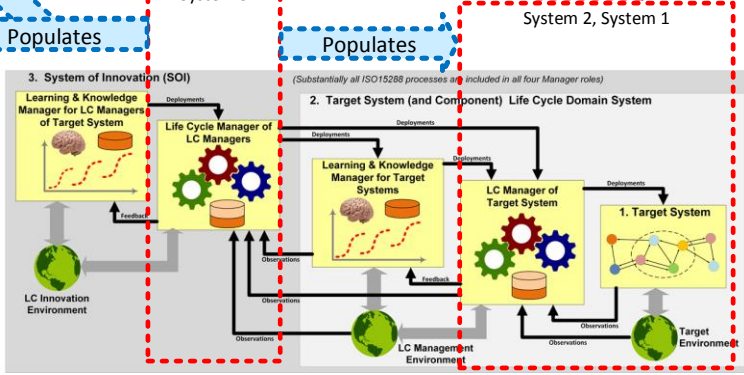 System 2, System 1
Populates
Populates
3. System of Innovation (SOI)
(Substantially all ISO15288 processes are included in all four Manager roles)
Learning & Knowledge
Manager for LC Managers
of Target System
Deployments
Life Cycle Manager of
LC Managers
2. Target System (and Component) Life Cycle Domain System
Deployments
Deployments
Learning & Knowledge
Manager for Target
Systems
Deployments
LC Manager of
Target System
Deployments
1. Target System
Feedback
Observations
Feedback
Observations
Observations
Observations
Observations
LC Innovation
Environment
LC Management
Environment
Target
Environment